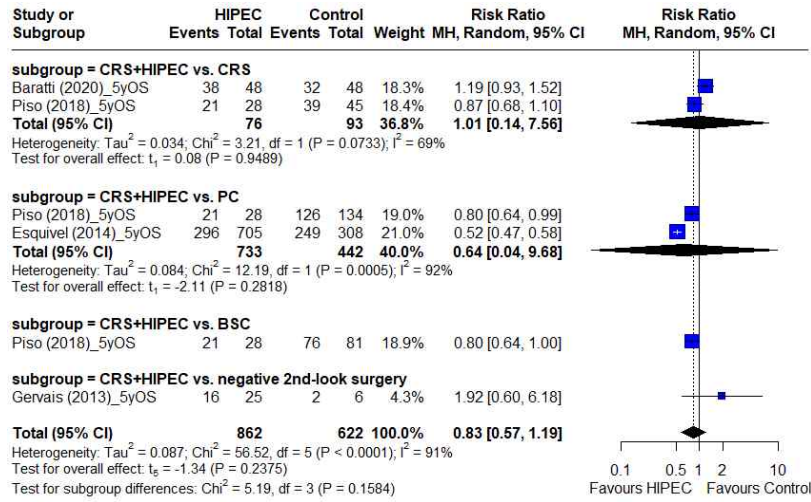 Study or HIPEC Control Risk Ratio Risk Ratio
Subgroup Events Total Events Total Weight MH, Random, 95% CI MH, Random, 95% CI
subgroup = CRS+HIPEC vs. CRS
Baratti (2020)_5yOS 38 48 32 48 18.3% 1.19 [0.93, 1.52]
Piso (2018)_5yOS 21 28 39 45 18.4% 0.87 [0.68, 1.10]
Total (95% CI) 76 93 36.8% 1.01 [0.14, 7.56]
Heterogeneity: Tau² = 0.034; Chi² = 3.21, df = 1 (P = 0.0733); I² = 69%
Test for overall effect: t₁ = 0.08 (P = 0.9489)
subgroup = CRS+HIPEC vs. PC
Piso (2018)_5yOS 21 28 126 134 19.0% 0.80 [0.64, 0.99]
Esquivel (2014)_5yOS 296 705 249 308 21.0% 0.52 [0.47, 0.58]
Total (95% CI) 733 442 40.0% 0.64 [0.04, 9.68]
Heterogeneity: Tau² = 0.084; Chi² = 12.19, df = 1 (P = 0.0005); I² = 92%
Test for overall effect: t₁ = -2.11 (P = 0.2818)
subgroup = CRS+HIPEC vs. BSC
Piso (2018)_5yOS 21 28 76 81 18.9% 0.80 [0.64, 1.00]
subgroup = CRS+HIPEC vs. negative 2nd-look surgery
Gervais (2013)_5yOS 16 25 2 6 4.3% 1.92 [0.60, 6.18]
Total (95% CI) 862 622 100.0% 0.83 [0.57, 1.19]
Heterogeneity: Tau² = 0.087; Chi² = 56.52, df = 5 (P < 0.0001); I² = 91%
Test for overall effect: t₅ = -1.34 (P = 0.2375)
Test for subgroup differences: Chi² = 5.19, df = 3 (P = 0.1584)
0.1 0.5 1 2 10
Favours HIPEC Favours Control